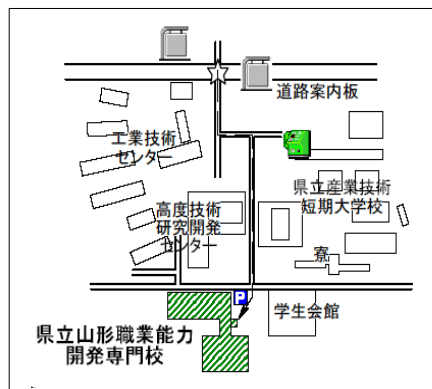 道路案内板
工業技術
センター
県立産業技術
短期大学校
高度技術
研究開発
センター
寮
P
学生会館
県立山形職業能力
開発専門校